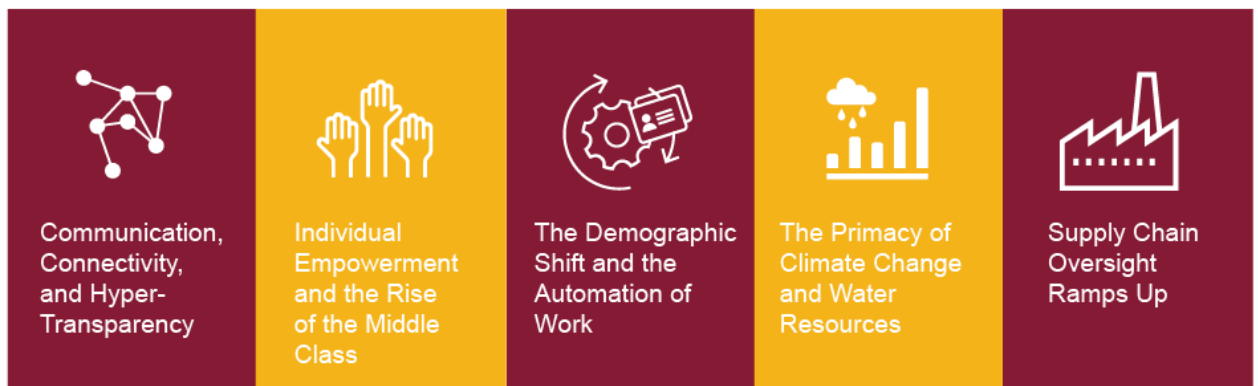 Communication,
Connectivity,
and Hyper-
Transparency
Individual
Empowerment
and the Rise
of the Middle
Class
The Demographic
Shift and the
Automation of
Work
The Primacy of
Climate Change
and Water
Resources
Supply Chain
Oversight
Ramps Up